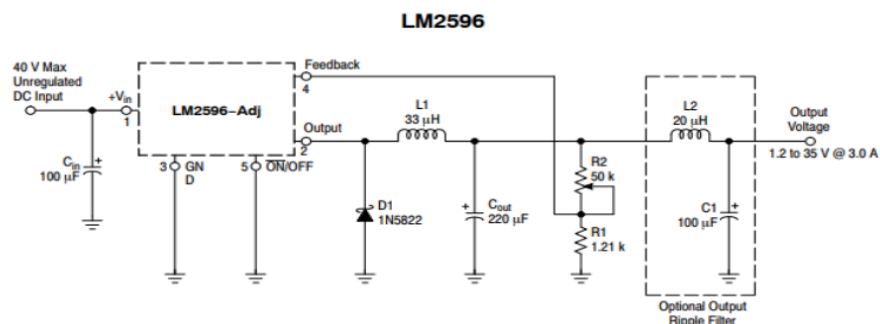 LM2596
40 V Max
Unregulated
DC Input
+Vin
1
LM2596-Adj
Feedback
4
Output
2
Cin
100 µF
+
3
GN
D
5
ON/OFF
L1
33 µH
D1
1N5822
+
Cout
220 µF
R2
50 k
R1
1.21 k
L2
20 µH
C1
100 µF
+
Output
Voltage
1.2 to 35 V @ 3.0 A
Optional Output
Ripple Filter